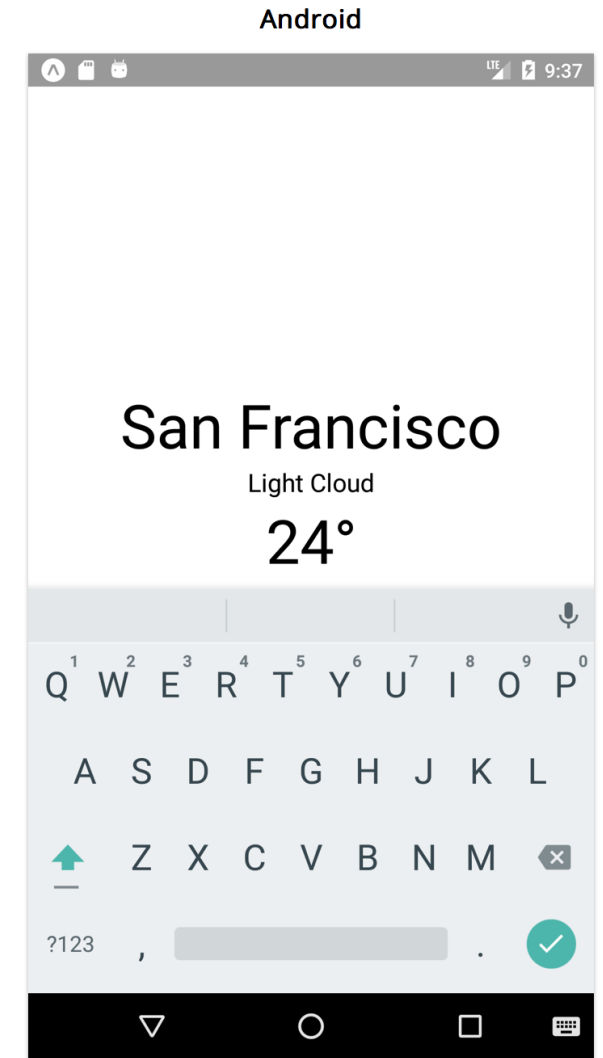 Android
LTE 9:37
San Francisco
Light Cloud
24°
1 2 3 4 5 6 7 8 9 0
Q W E R T Y U I O P
A S D F G H J K L
Z X C V B N M
?123 , .